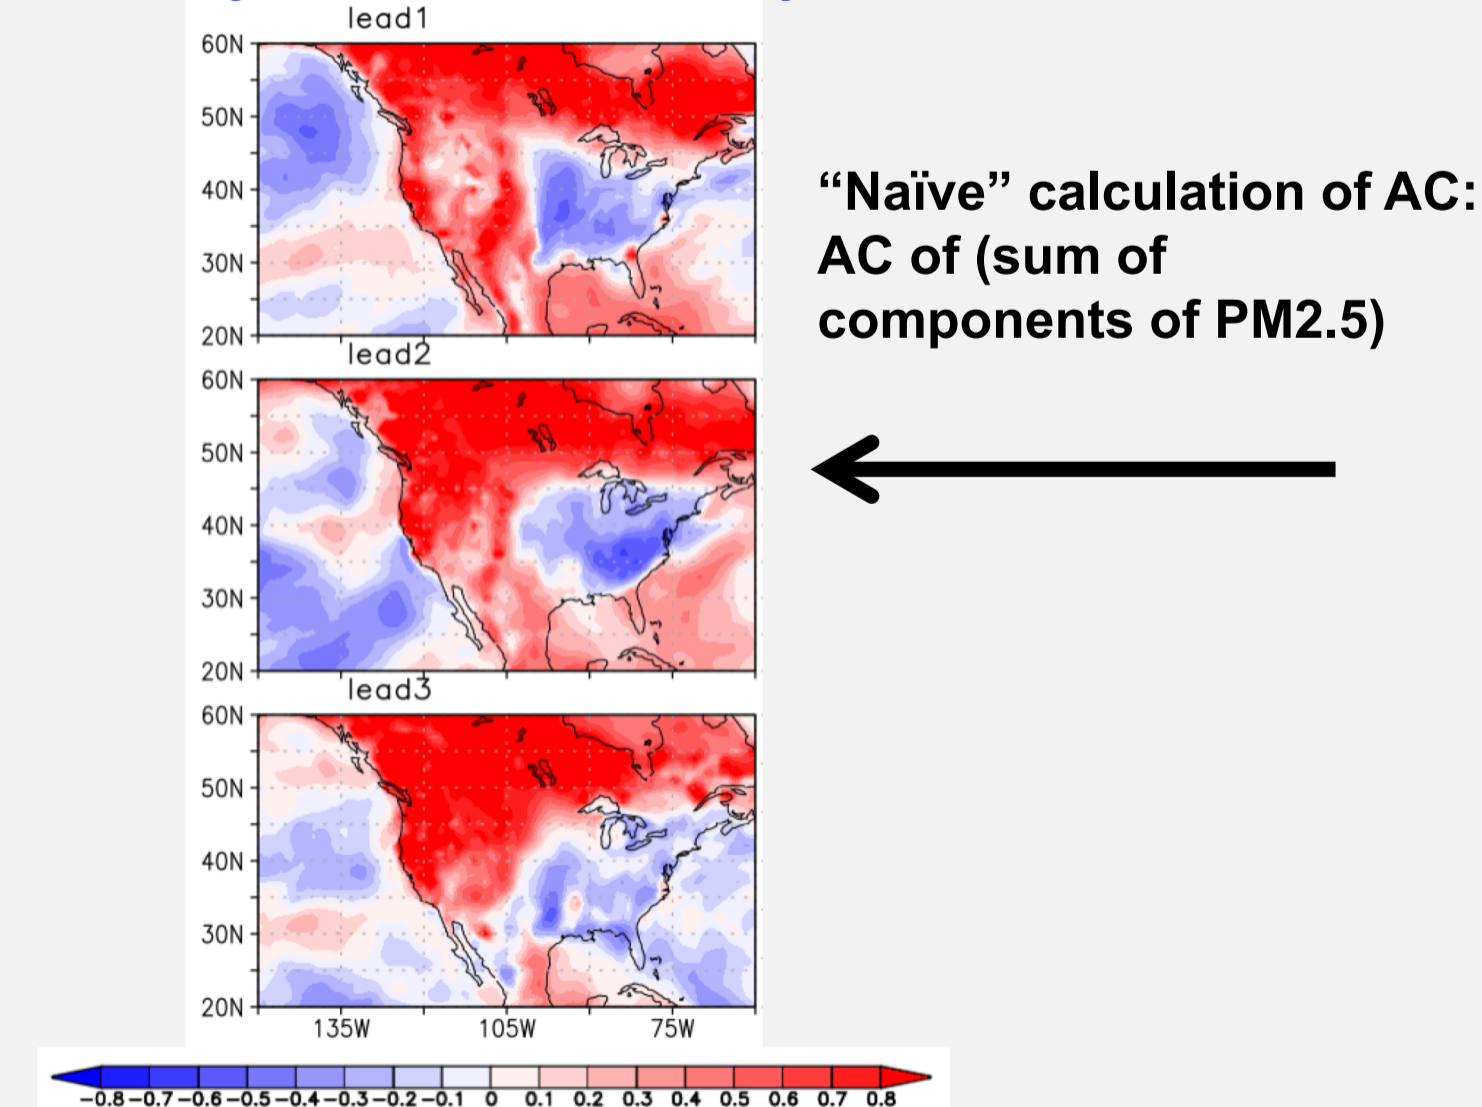 lead1
60N
50N
40N
30N
20N
“Naïve” calculation of AC:
AC of (sum of
components of PM2.5)
lead2
60N
50N
40N
30N
20N
lead3
60N
50N
40N
30N
20N
135W 105W 75W
-0.8 -0.7 -0.6 -0.5 -0.4 -0.3 -0.2 -0.1 0 0.1 0.2 0.3 0.4 0.5 0.6 0.7 0.8